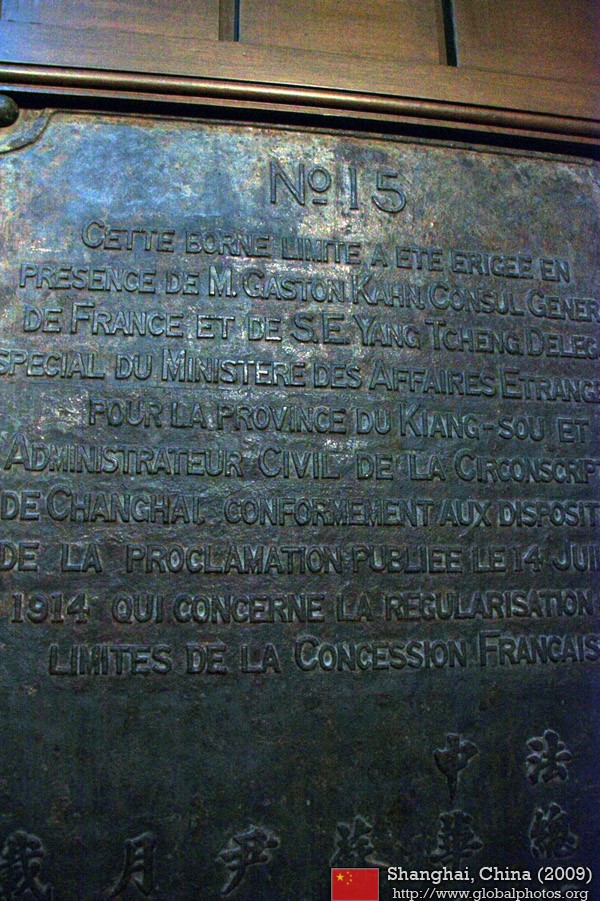 No 15
CETTE BORNE LIMITE A ETE ERIGEE EN
PRESENCE DE M. GASTON KAHN, CONSUL GENER
DE FRANCE ET DE S.E. YANG TCHENG DELEG
SPECIAL DU MINISTERE DES AFFAIRES ETRANG
POUR LA PROVINCE DU KIANG-SOU ET
ADMINISTRATEUR CIVIL DE LA CIRCONSCRIPT
DE CHANGHAI, CONFORMEMENT AUX DISPOSIT
DE LA PROCLAMATION PUBLIEE LE 14 JUI
1914 QUI CONCERNE LA REGULARISATION
LIMITES DE LA CONCESSION FRANCAIS
法
中華
尹
月
Shanghai, China (2009)
http://www.globalphotos.org